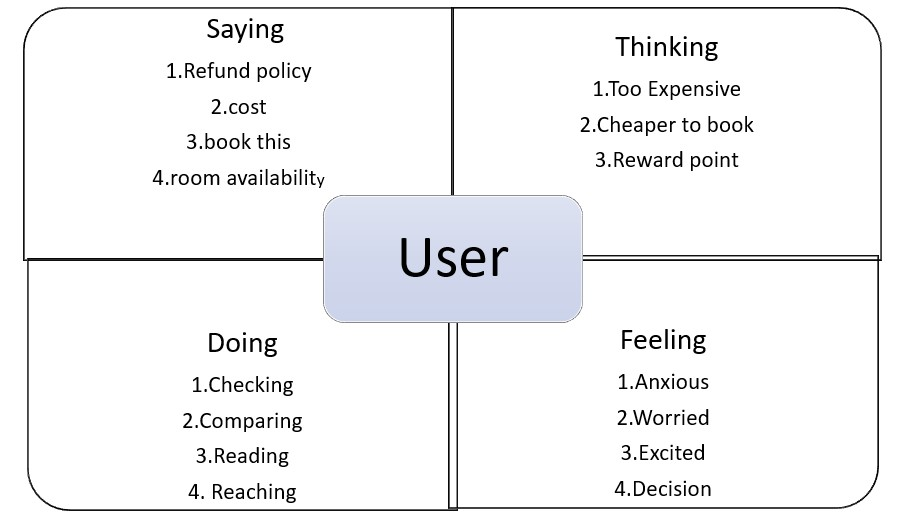 Saying
1.Refund policy
2.cost
3.book this
4.room availability
Thinking
1.Too Expensive
2.Cheaper to book
3.Reward point
User
Doing
1.Checking
2.Comparing
3.Reading
4. Reaching
Feeling
1.Anxious
2.Worried
3.Excited
4.Decision